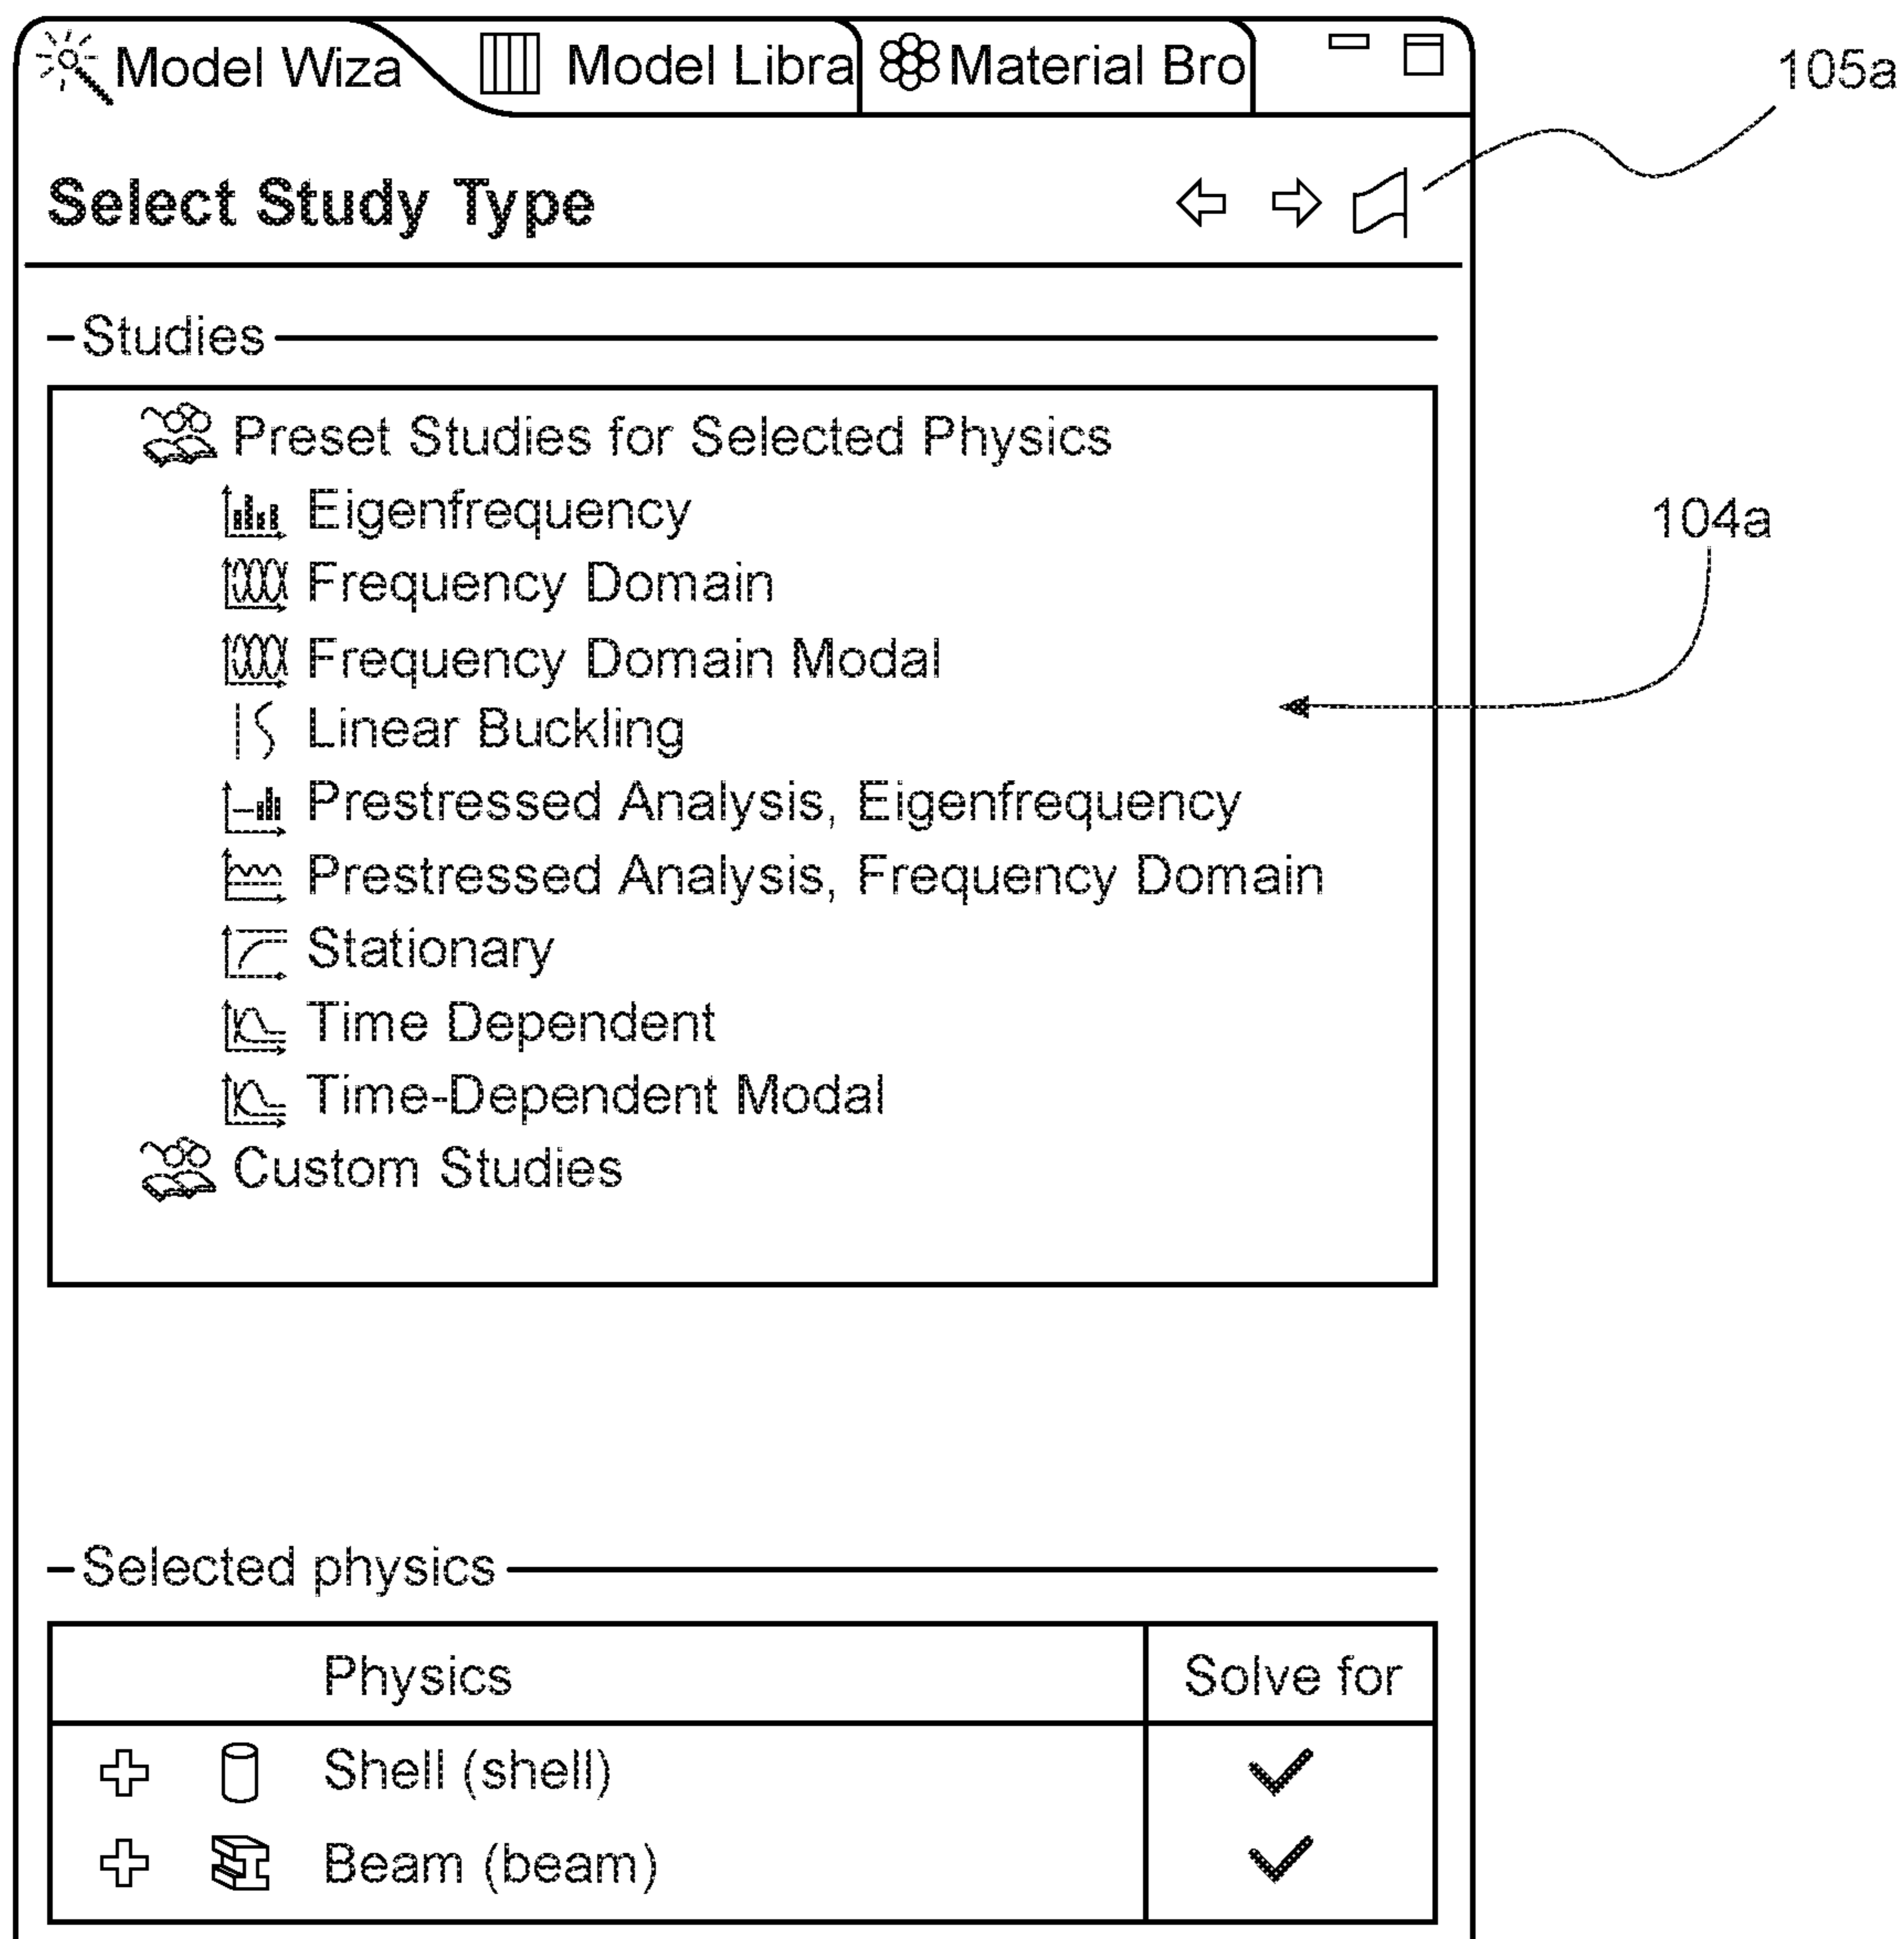 Model Wiza Model Libra Material Bro
105a
Select Study Type
Studies
Preset Studies for Selected Physics
Eigenfrequency
104a
Frequency Domain
Frequency Domain Modal
Linear Buckling
Prestressed Analysis, Eigenfrequency
Prestressed Analysis, Frequency Domain
Stationary
Time Dependent
Time-Dependent Modal
Custom Studies
Selected physics
Physics Solve for
Shell (shell)
Beam (beam)